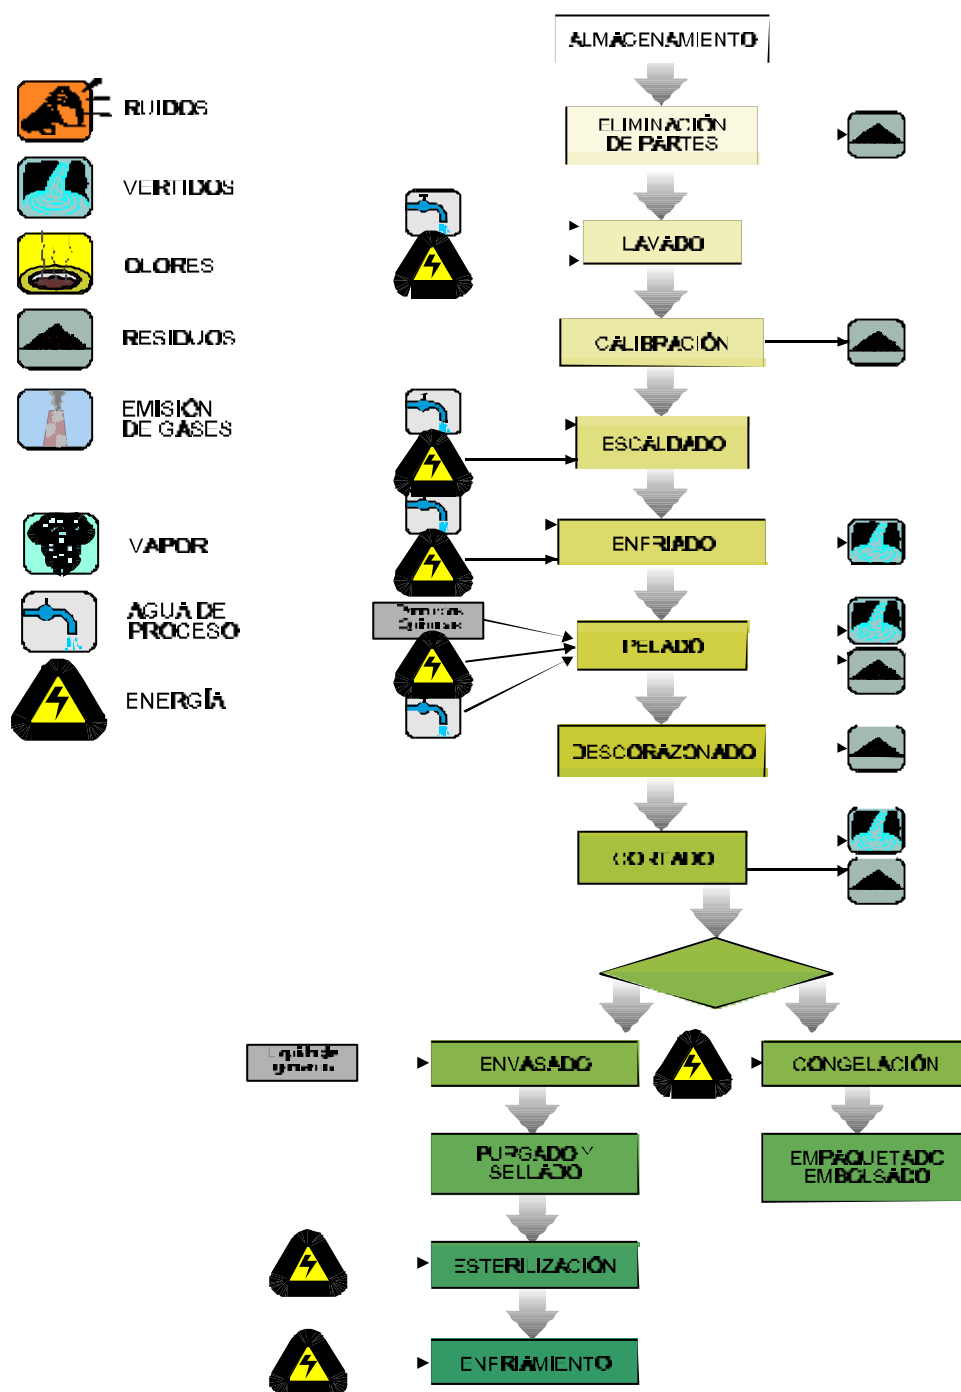 ALMACENAMIENTO
RUIDOS
ELIMINACIÓN
DE PARTES
VERTIDOS
LAVADO
OLORES
RESIDUOS
CALIBRACIÓN
EMISIÓN
DE GASES
ESCALDADO
VAPOR
ENFRIADO
AGUA DE
PROCESO
PELADO
ENERGÍA
DESCORAZONADO
CORTADO
ENVASADO
CONGELACIÓN
PURGADO Y
SELLADO
EMPAQUETADO
EMBOLSADO
ESTERILIZACIÓN
ENFRIAMIENTO